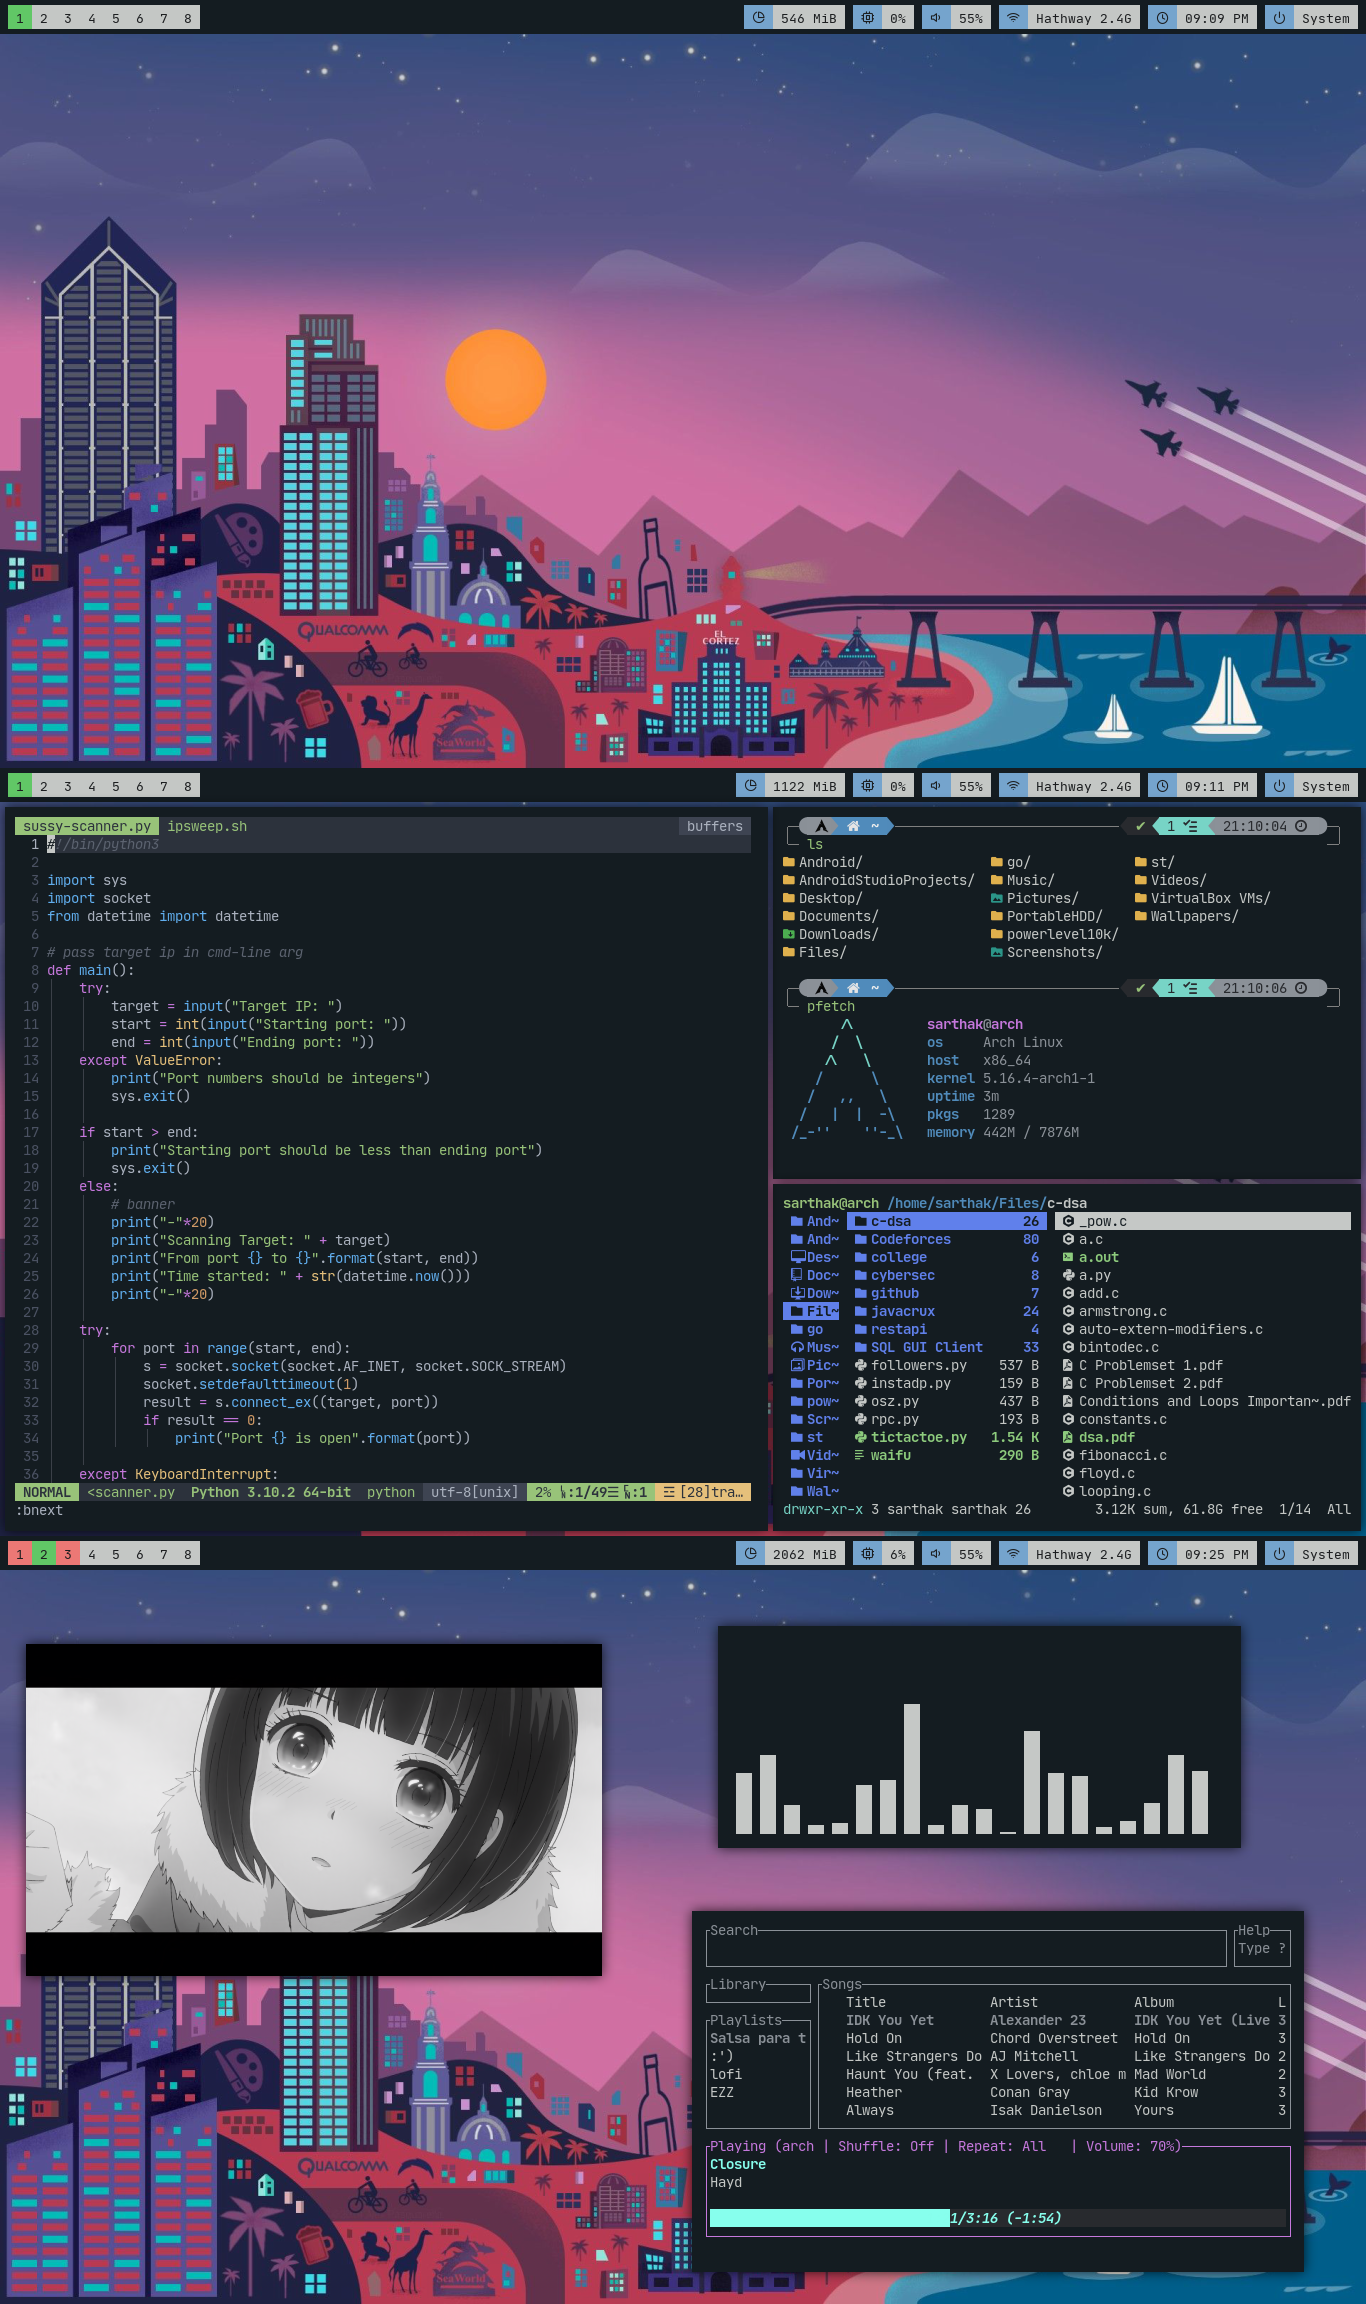 1 2 3 4 5 6 7 8 546 MiB 0% 55% Hathway 2.4G 09:09 PM System
QUALCOMM
EL
CORTEZ
SeaWorld
1 2 3 4 5 6 7 8 1122 MiB 0% 55% Hathway 2.4G 09:11 PM System
sussy-scanner.py ipsweep.sh buffers
1 #!/bin/python3
2
3 import sys
4 import socket
5 from datetime import datetime
6
7 # pass target ip in cmd-line arg
8 def main():
9 try:
10 target = input("Target IP: ")
11 start = int(input("Starting port: "))
12 end = int(input("Ending port: "))
13 except ValueError:
14 print("Port numbers should be integers")
15 sys.exit()
16
17 if start > end:
18 print("Starting port should be less than ending port")
19 sys.exit()
20 else:
21 # banner
22 print("-"*20)
23 print("Scanning Target: " + target)
24 print("From port {} to {}".format(start, end))
25 print("Time started: " + str(datetime.now()))
26 print("-"*20)
27
28 try:
29 for port in range(start, end):
30 s = socket.socket(socket.AF_INET, socket.SOCK_STREAM)
31 socket.setdefaulttimeout(1)
32 result = s.connect_ex((target, port))
33 if result == 0:
34 print("Port {} is open".format(port))
35
36 except KeyboardInterrupt:
NORMAL <scanner.py Python 3.10.2 64-bit python utf-8[unix] 2% :1/49 :1 [28]tra…
:bnext
~ ✔ 1 21:10:04
ls
Android/ go/ st/
AndroidStudioProjects/ Music/ Videos/
Desktop/ Pictures/ VirtualBox VMs/
Documents/ PortableHDD/ Wallpapers/
Downloads/ powerlevel10k/
Files/ Screenshots/
~ ✔ 1 21:10:06
pfetch
/\ sarthak@arch
/ \ os Arch Linux
/\ \ host x86_64
/ \ kernel 5.16.4-arch1-1
/ ,, \ uptime 3m
/ | | -\ pkgs 1289
/_-'' ''-_\ memory 442M / 7876M
sarthak@arch /home/sarthak/Files/c-dsa
And~ c-dsa 26 _pow.c
And~ Codeforces 80 a.c
Des~ college 6 a.out
Doc~ cybersec 8 a.py
Dow~ github 7 add.c
Fil~ javacrux 24 armstrong.c
go restapi 4 auto-extern-modifiers.c
Mus~ SQL GUI Client 33 bintodec.c
Pic~ followers.py 537 B C Problemset 1.pdf
Por~ instadp.py 159 B C Problemset 2.pdf
pow~ osz.py 437 B Conditions and Loops Importan~.pdf
Scr~ rpc.py 193 B constants.c
st tictactoe.py 1.54 K dsa.pdf
Vid~ waifu 290 B fibonacci.c
Vir~ floyd.c
Wal~ looping.c
drwxr-xr-x 3 sarthak sarthak 26 3.12K sum, 61.8G free 1/14 All
1 2 3 4 5 6 7 8 2062 MiB 6% 55% Hathway 2.4G 09:25 PM System
Search Help
Type ?
Library Songs
Title Artist Album L
Playlists IDK You Yet Alexander 23 IDK You Yet (Live 3
Salsa para t Hold On Chord Overstreet Hold On 3
:') Like Strangers Do AJ Mitchell Like Strangers Do 2
lofi Haunt You (feat. X Lovers, chloe m Mad World 2
EZZ Heather Conan Gray Kid Krow 3
Always Isak Danielson Yours 3
Playing (arch | Shuffle: Off | Repeat: All | Volume: 70%)
Closure
Hayd
1/3:16 (-1:54)
QUALCOMM
SeaWorld